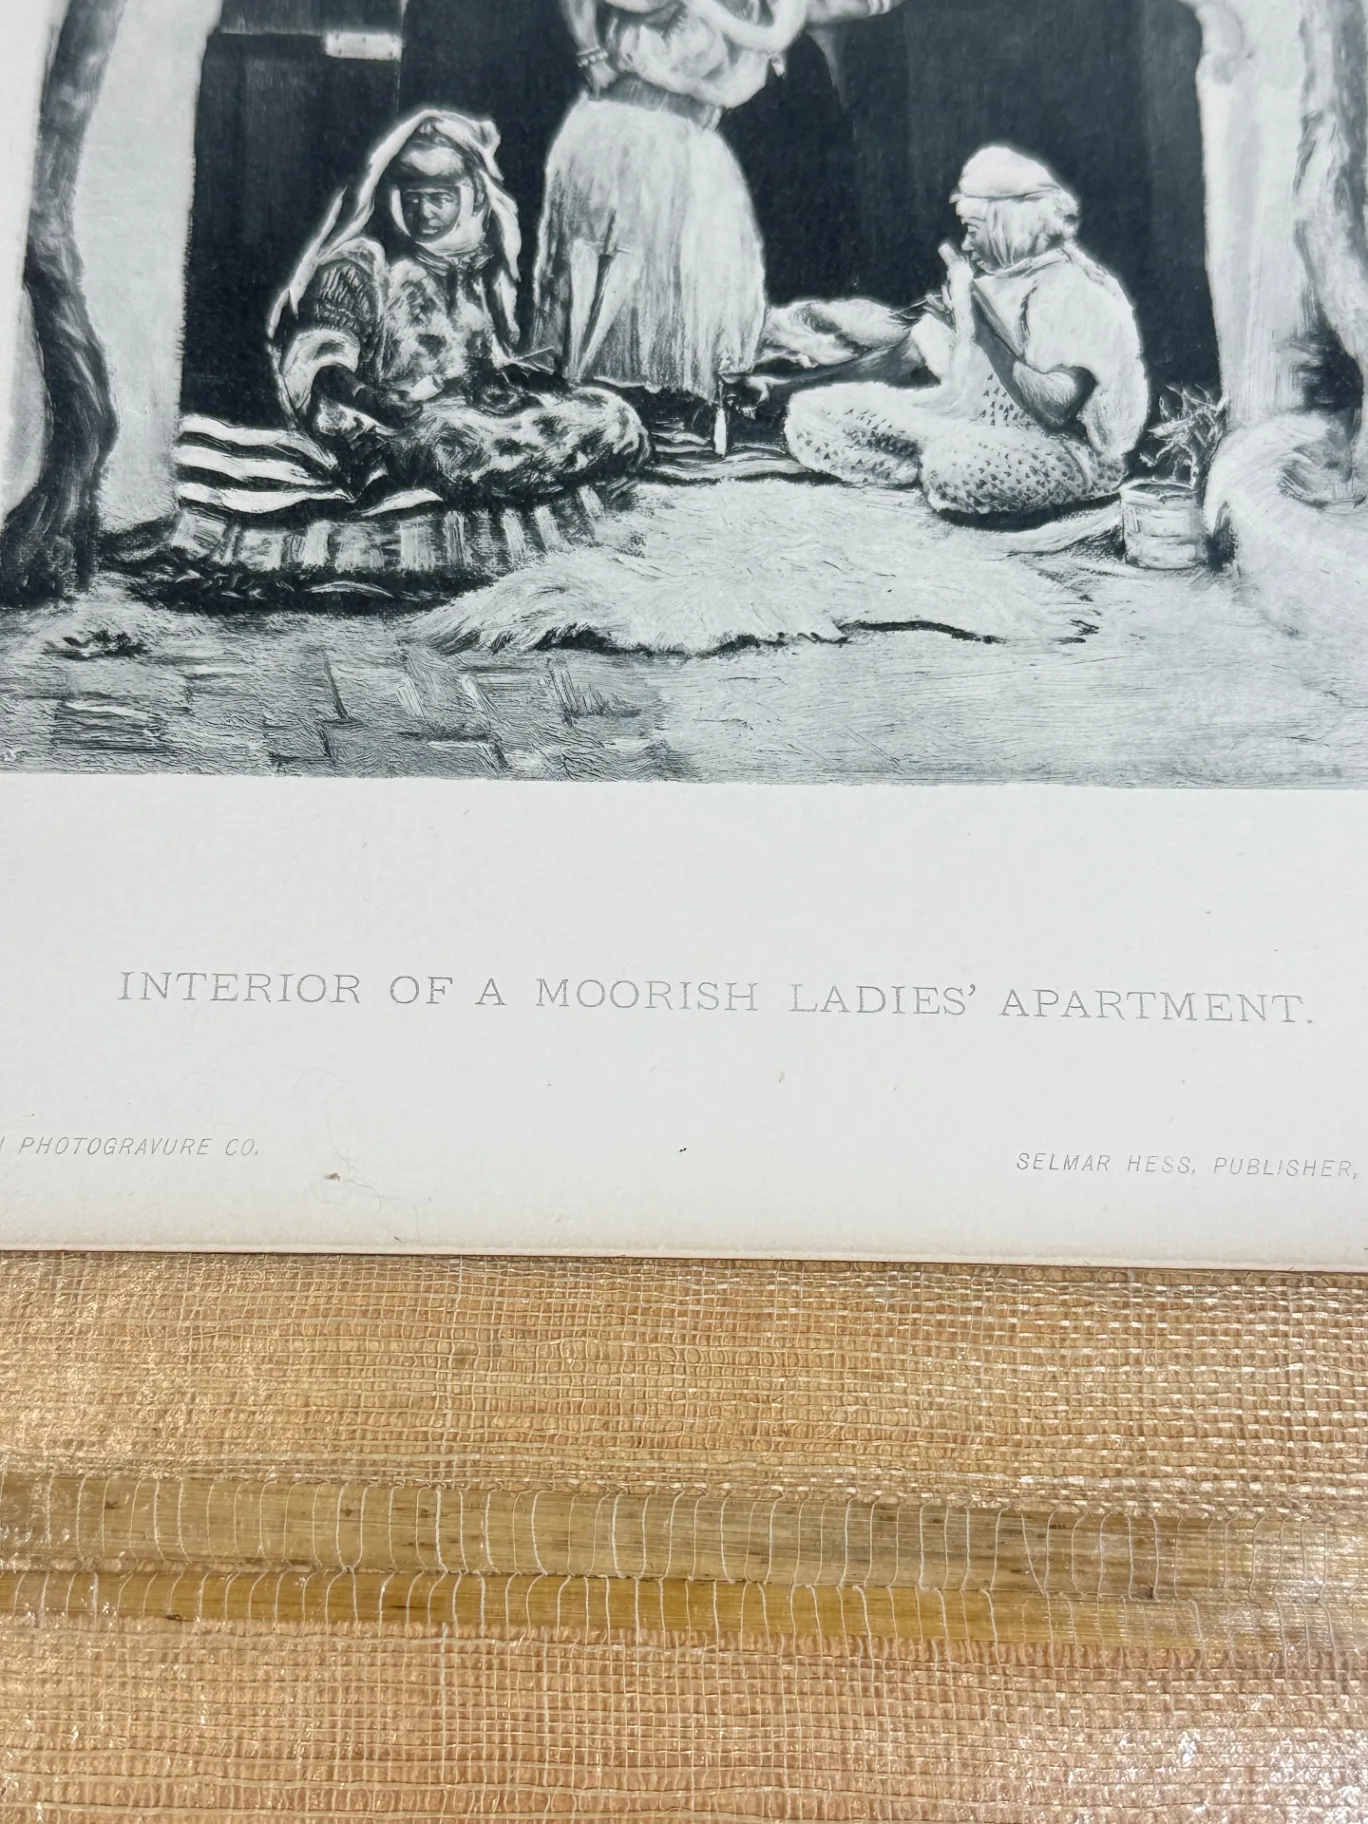 INTERIOR OF A MOORISH LADIES' APARTMENT.
PHOTOGRAVURE CO.
SELMAR HESS, PUBLISHER,